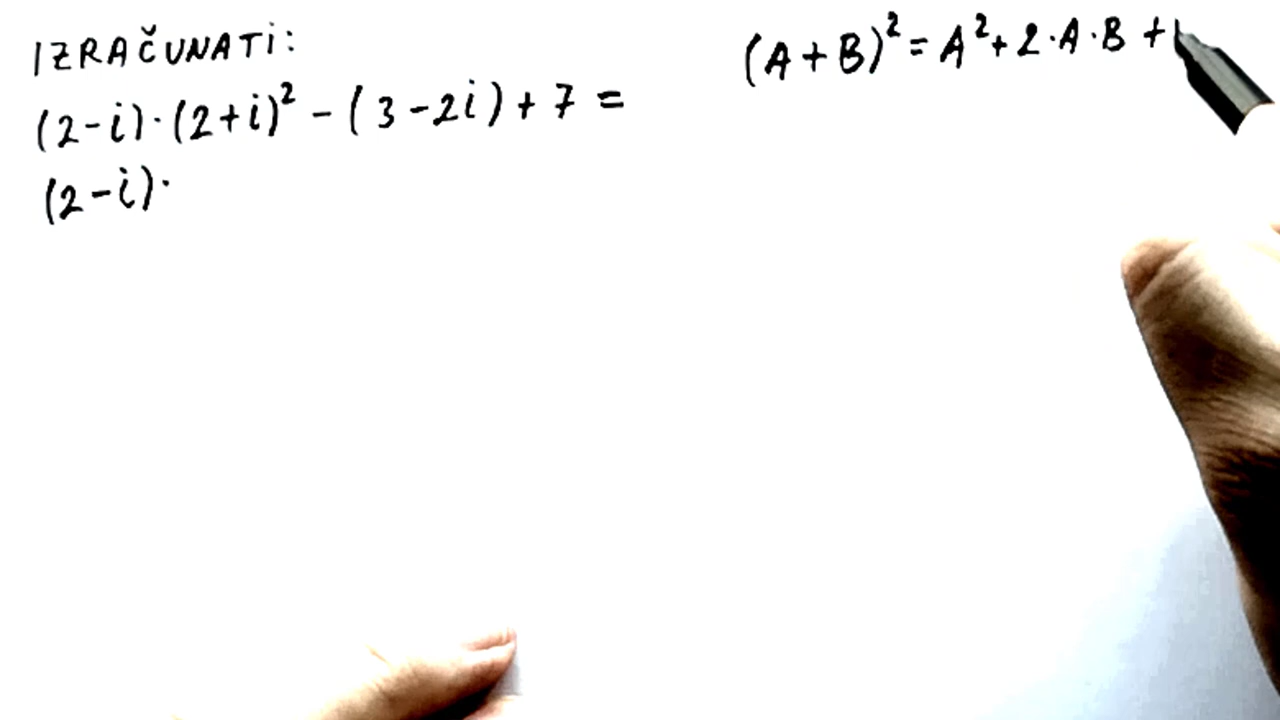 IZRAČUNATI:
(2-i)·(2+i)² - (3-2i)+7 =
(2-i)·
(A+B)² = A²+2·A·B+